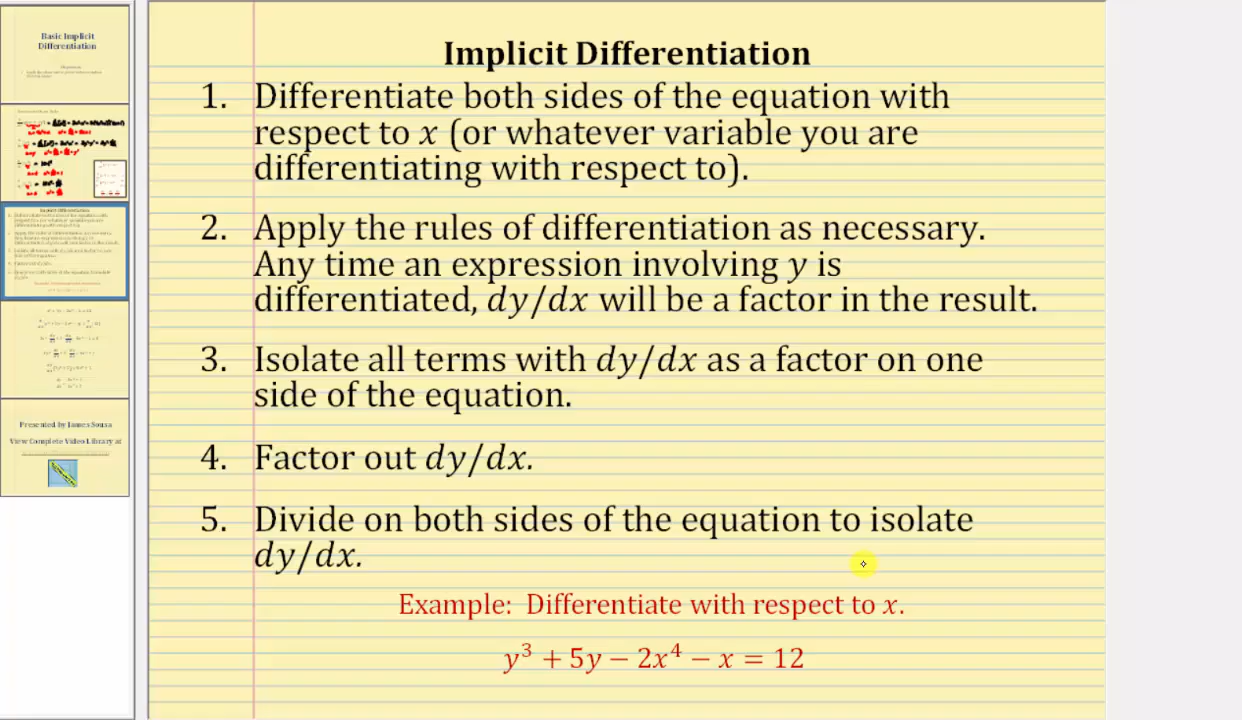 Basic Implicit
Differentiation
Implicit Differentiation
1. Differentiate both sides of the equation with
respect to x (or whatever variable you are
differentiating with respect to).
2. Apply the rules of differentiation as necessary.
Any time an expression involving y is
differentiated, dy/dx will be a factor in the result.
3. Isolate all terms with dy/dx as a factor on one
side of the equation.
4. Factor out dy/dx.
5. Divide on both sides of the equation to isolate
dy/dx.
Example: Differentiate with respect to x.
y³ + 5y − 2x⁴ − x = 12
Presented by James Sousa
View Complete Video Library at